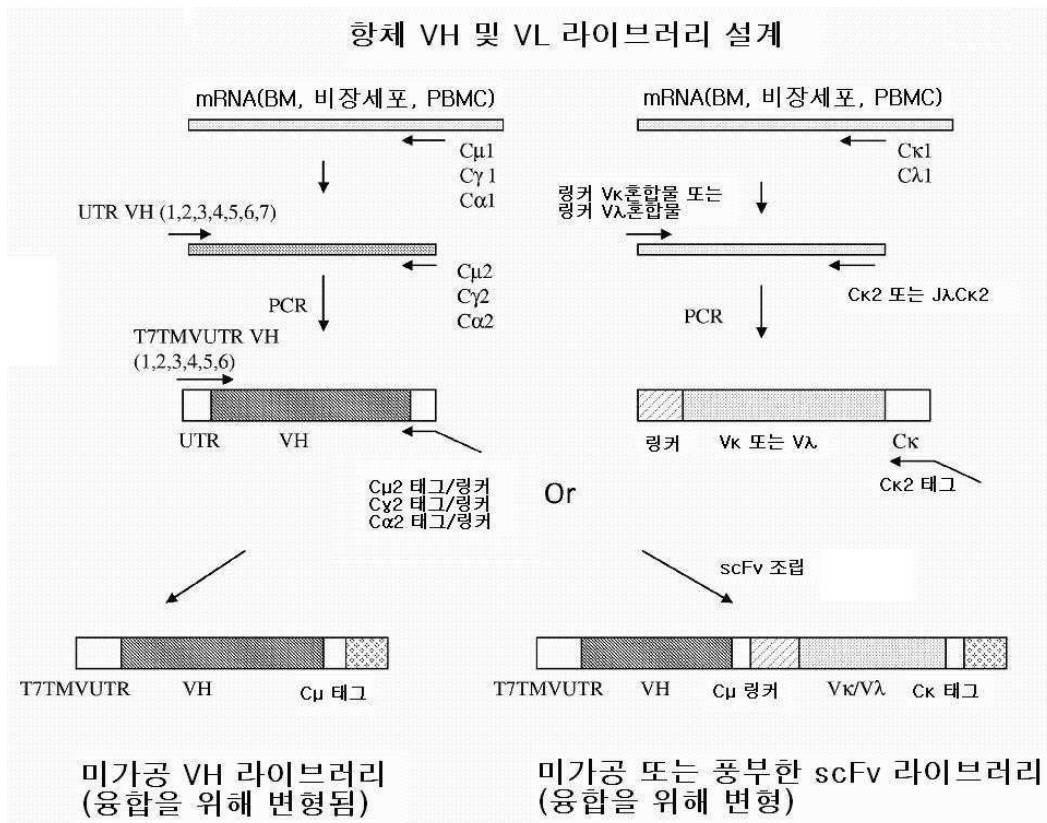 항체 VH 및 VL 라이브러리 설계
mRNA(BM, 비장세포, PBMC)
Cμ1
Cγ 1
Cα1
UTR VH (1,2,3,4,5,6,7)
Cμ2
Cγ2
Cα2
PCR
T7TMVUTR VH
(1,2,3,4,5,6)
UTR
VH
Cμ2 태그/링커
Cɣ2 태그/링커
Cα2 태그/링커
mRNA(BM, 비장세포, PBMC)
Cκ1
Cλ1
링커 Vκ혼합물 또는
링커 Vλ혼합물
Cκ2 또는 JλCκ2
PCR
링커
Vκ 또는 Vλ
Cκ
Cκ2 태그
Or
scFv 조립
T7TMVUTR
VH
Cμ 태그
T7TMVUTR
VH
Cμ 링커
Vκ/Vλ
Cκ 태그
미가공 VH 라이브러리
(융합을 위해 변형됨)
미가공 또는 풍부한 scFv 라이브러리
(융합을 위해 변형)